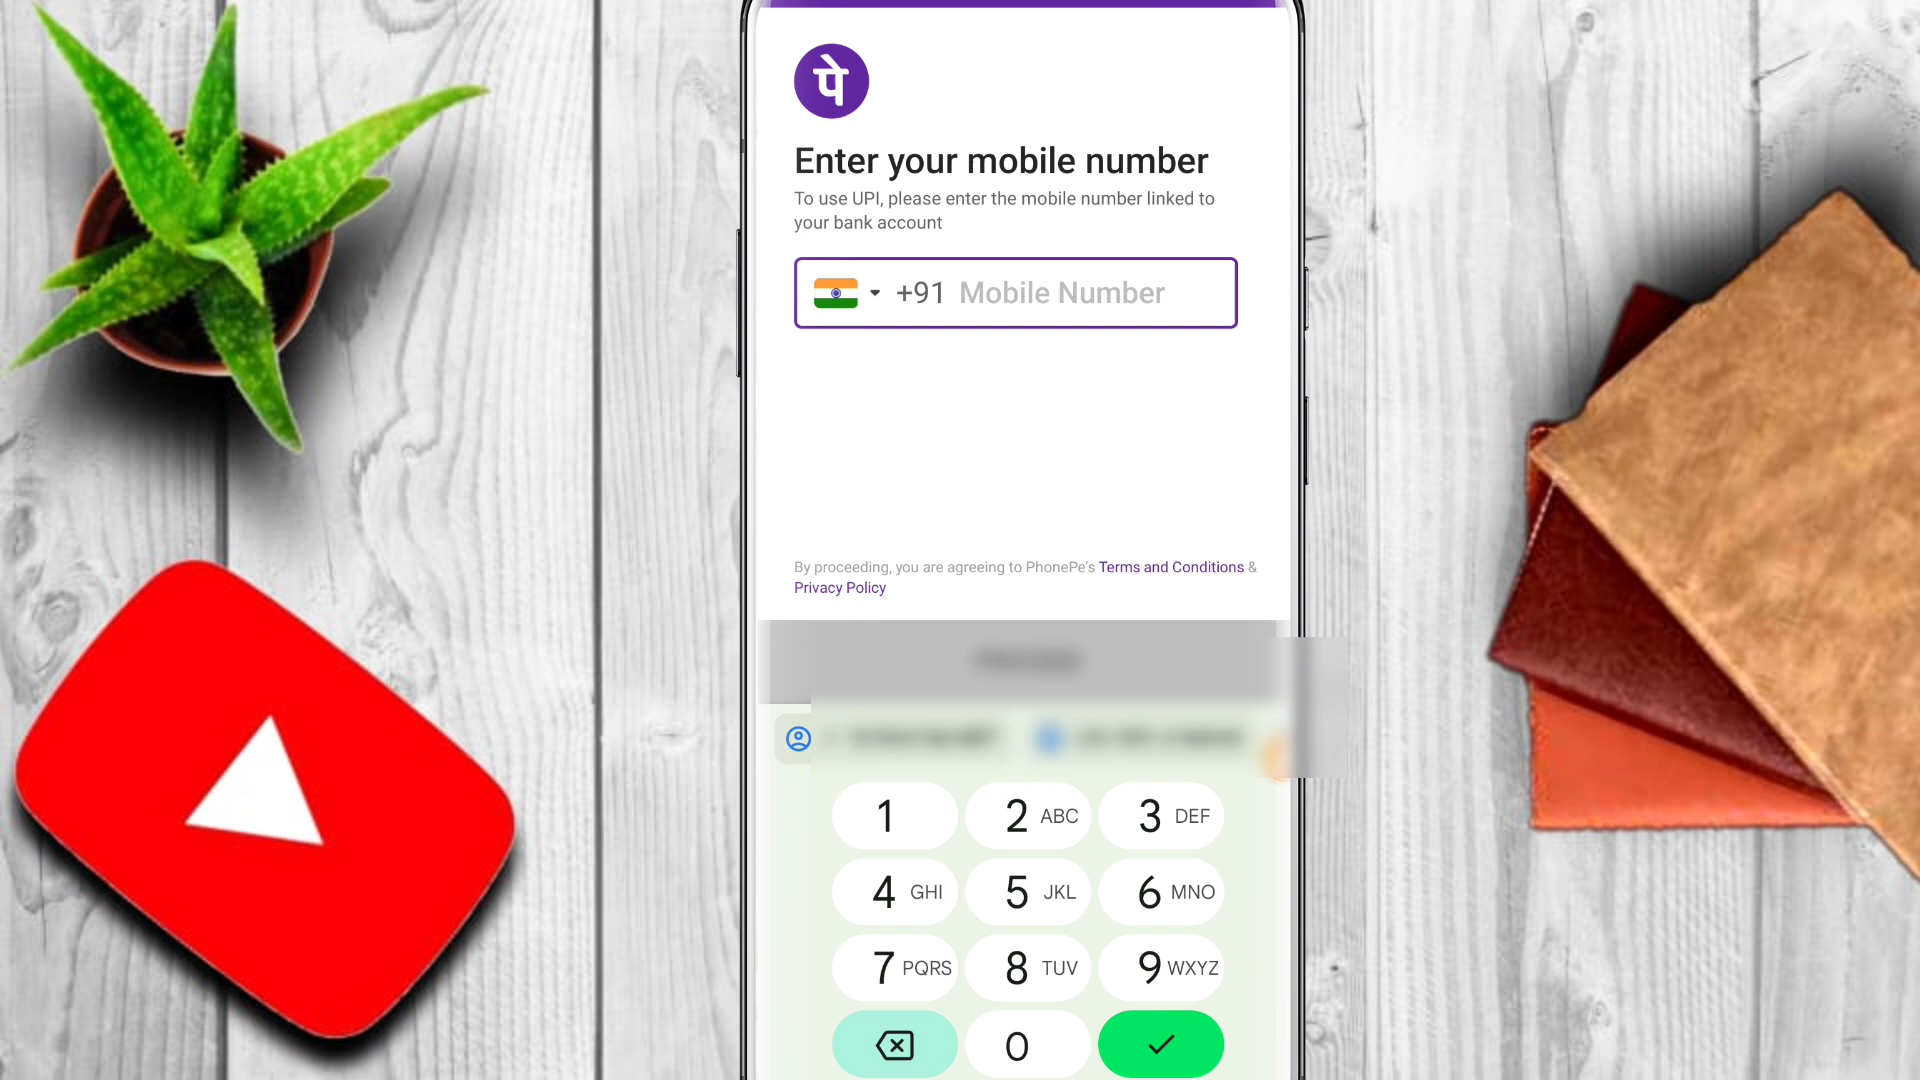 पे
Enter your mobile number
To use UPI, please enter the mobile number linked to
your bank account
+91 Mobile Number
By proceeding, you are agreeing to PhonePe's Terms and Conditions &
Privacy Policy
1 2 ABC 3 DEF
4 GHI 5 JKL 6 MNO
7 PQRS 8 TUV 9 WXYZ
0